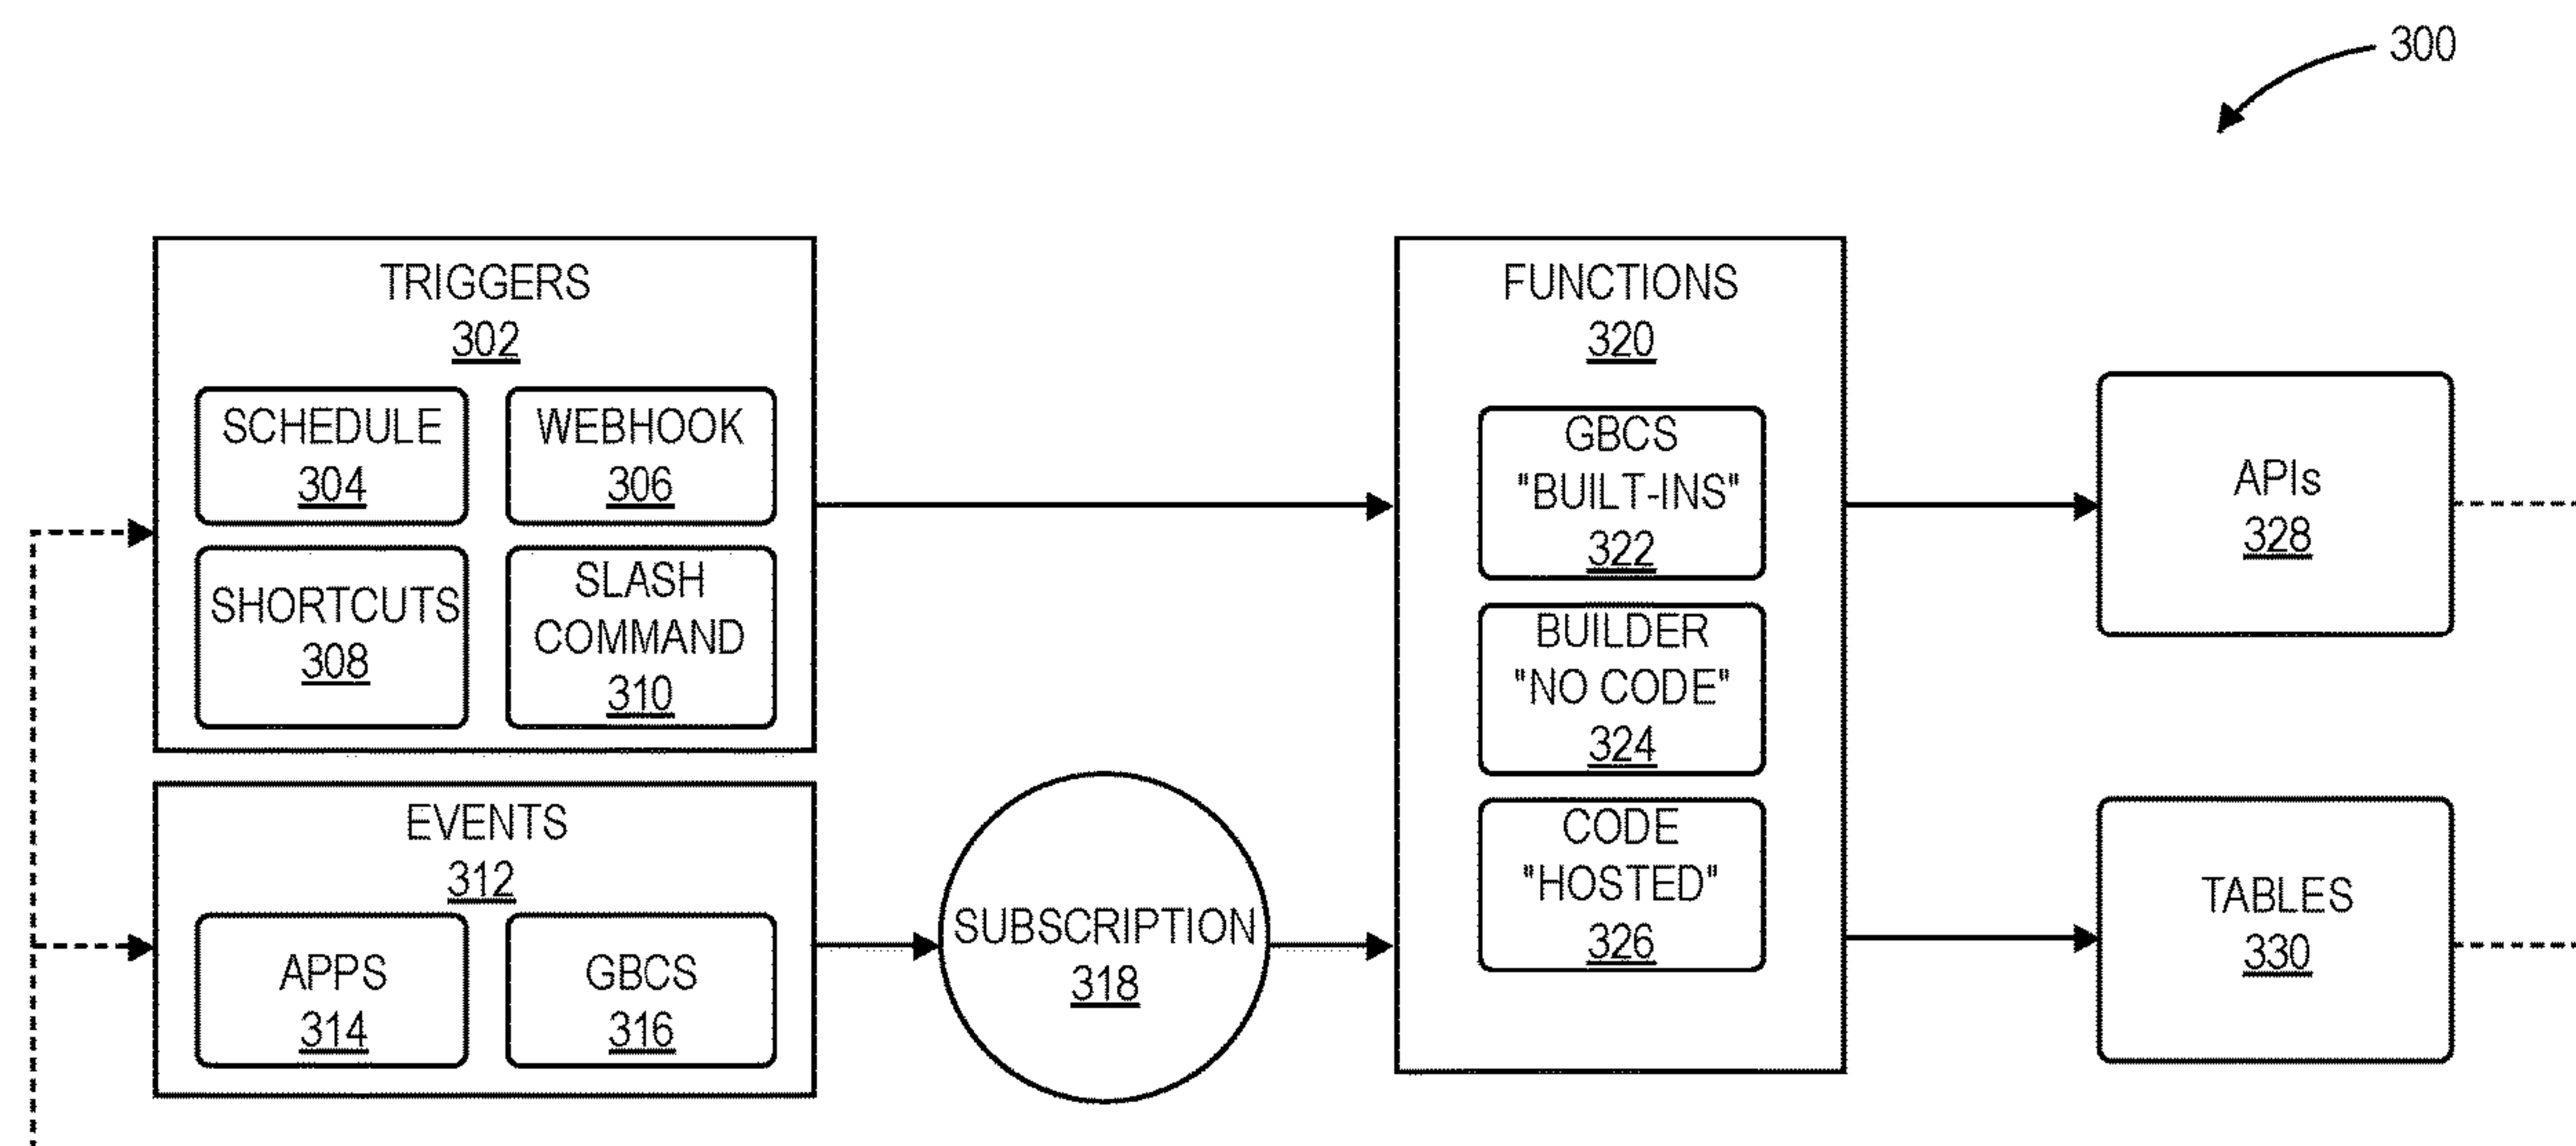 300
TRIGGERS
302
SCHEDULE
304
WEBHOOK
306
SHORTCUTS
308
SLASH
COMMAND
310
EVENTS
312
APPS
314
GBCS
316
SUBSCRIPTION
318
FUNCTIONS
320
GBCS
"BUILT-INS"
322
BUILDER
"NO CODE"
324
CODE
"HOSTED"
326
APIs
328
TABLES
330